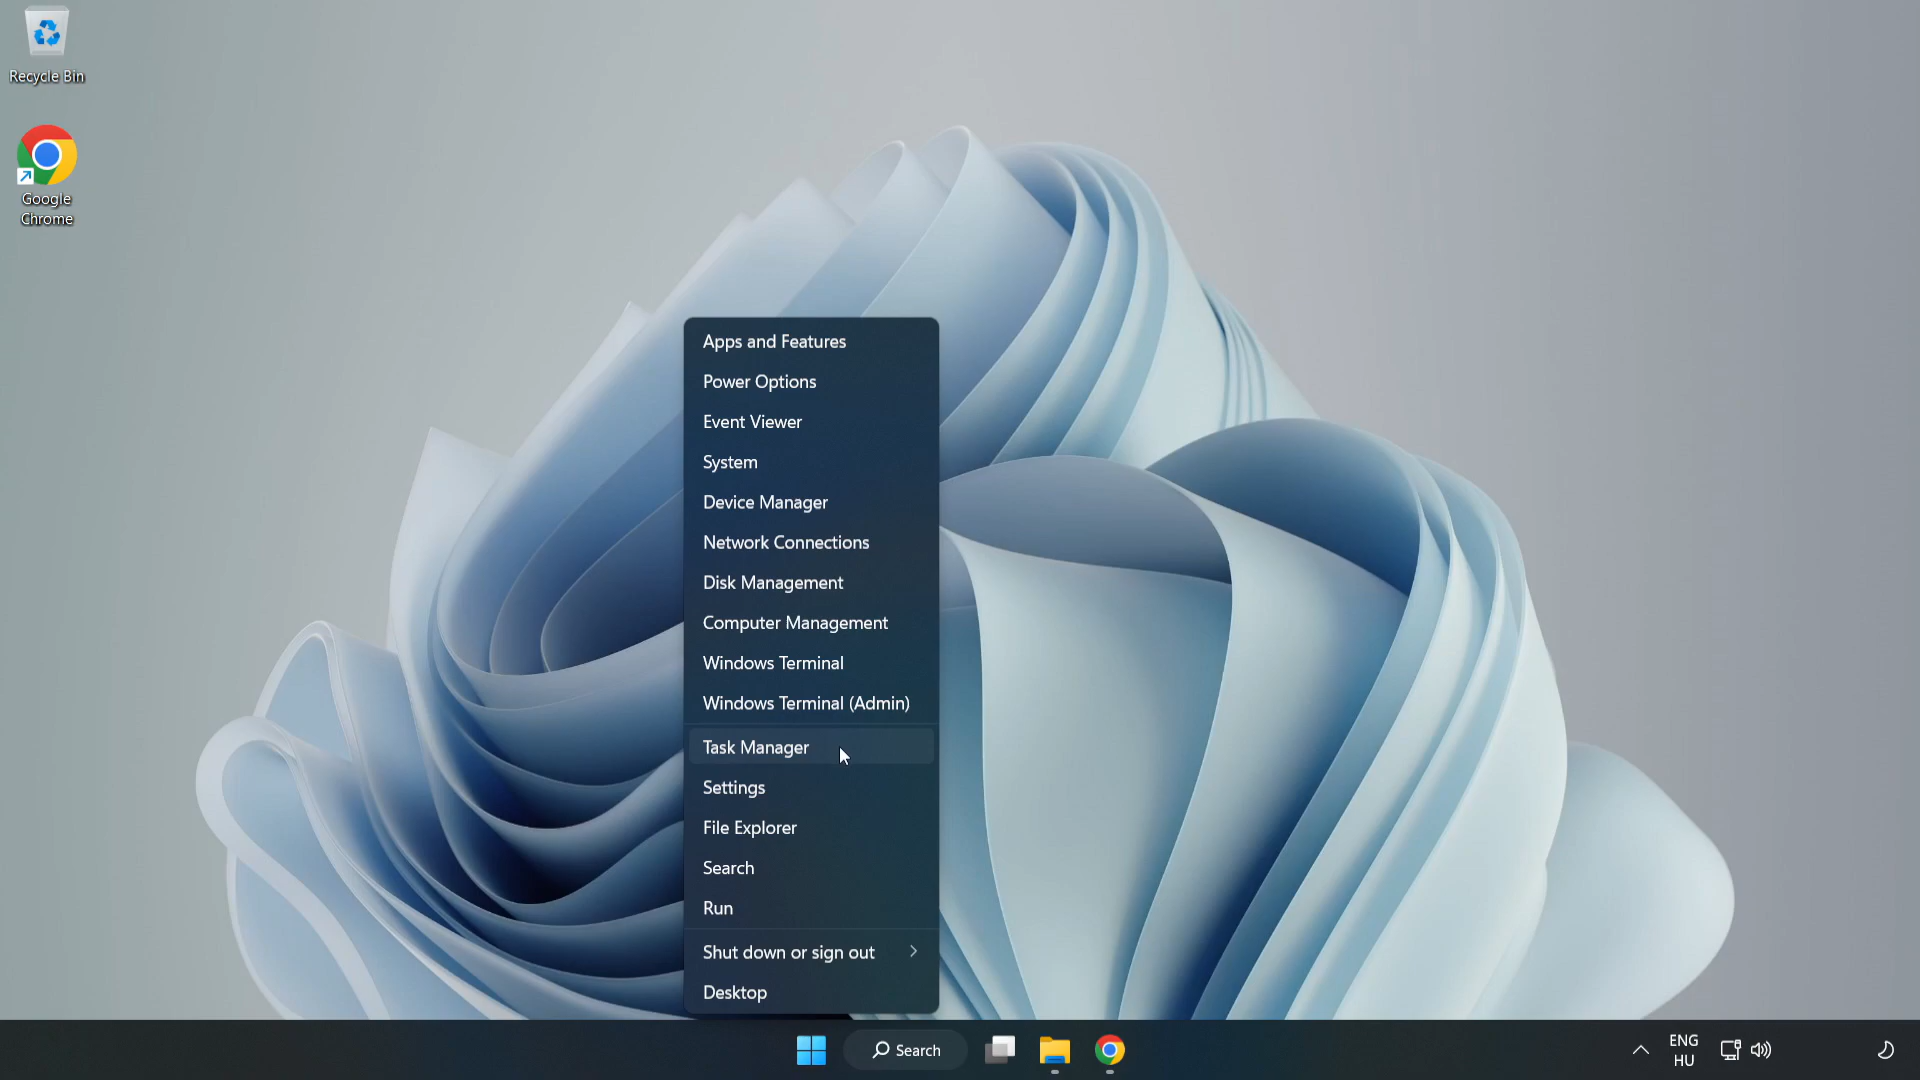 Recycle Bin
Google
Chrome
Apps and Features
Power Options
Event Viewer
System
Device Manager
Network Connections
Disk Management
Computer Management
Windows Terminal
Windows Terminal (Admin)
Task Manager
Settings
File Explorer
Search
Run
Shut down or sign out
Desktop
Search
ENG
HU